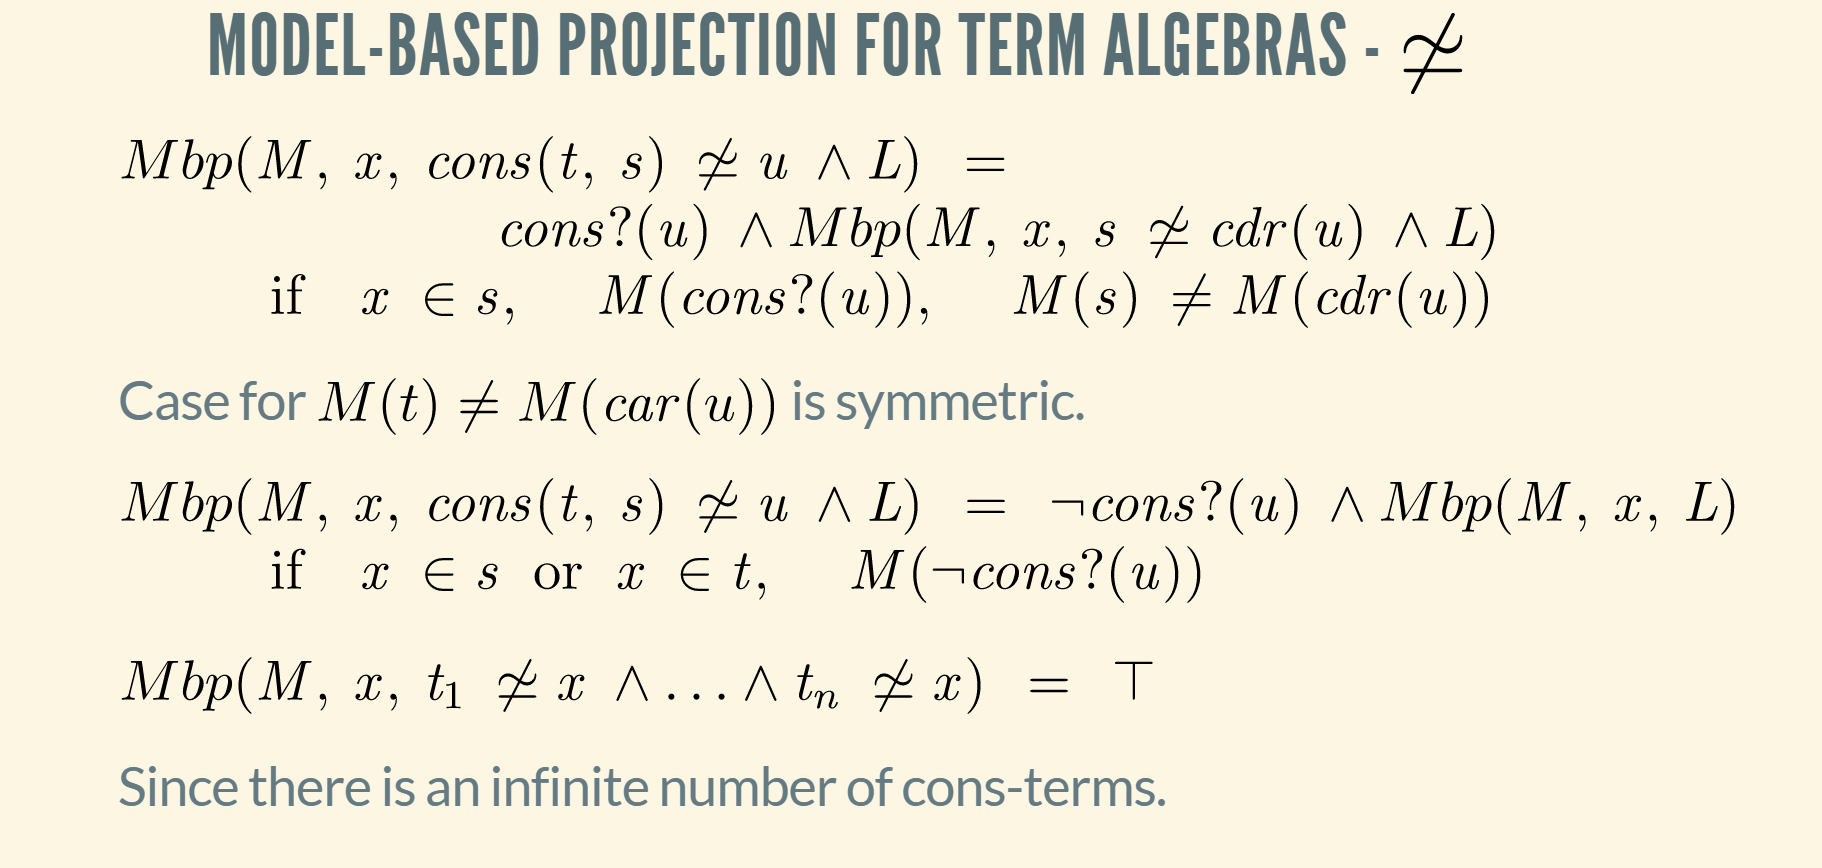 MODEL-BASED PROJECTION FOR TERM ALGEBRAS - ≄
Mbp(M, x, cons(t, s) ≄ u ∧ L) =
cons?(u) ∧ Mbp(M, x, s ≄ cdr(u) ∧ L)
if x ∈ s, M(cons?(u)), M(s) ≠ M(cdr(u))
Case for M(t) ≠ M(car(u)) is symmetric.
Mbp(M, x, cons(t, s) ≄ u ∧ L) = ¬cons?(u) ∧ Mbp(M, x, L)
if x ∈ s or x ∈ t, M(¬cons?(u))
Mbp(M, x, t₁ ≄ x ∧ … ∧ tₙ ≄ x) = ⊤
Since there is an infinite number of cons-terms.